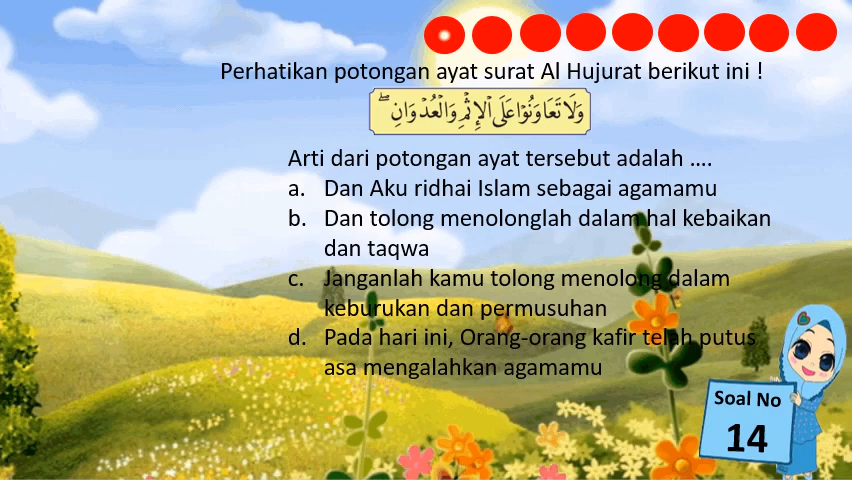 Perhatikan potongan ayat surat Al Hujurat berikut ini !
وَلَا تَعَاوَنُوْا عَلَى الْاِثْمِ وَالْعُدْوَانِ ۖ
Arti dari potongan ayat tersebut adalah ....
a. Dan Aku ridhai Islam sebagai agamamu
b. Dan tolong menolonglah dalam hal kebaikan
dan taqwa
c. Janganlah kamu tolong menolong dalam
keburukan dan permusuhan
d. Pada hari ini, Orang-orang kafir telah putus
asa mengalahkan agamamu
Soal No
14